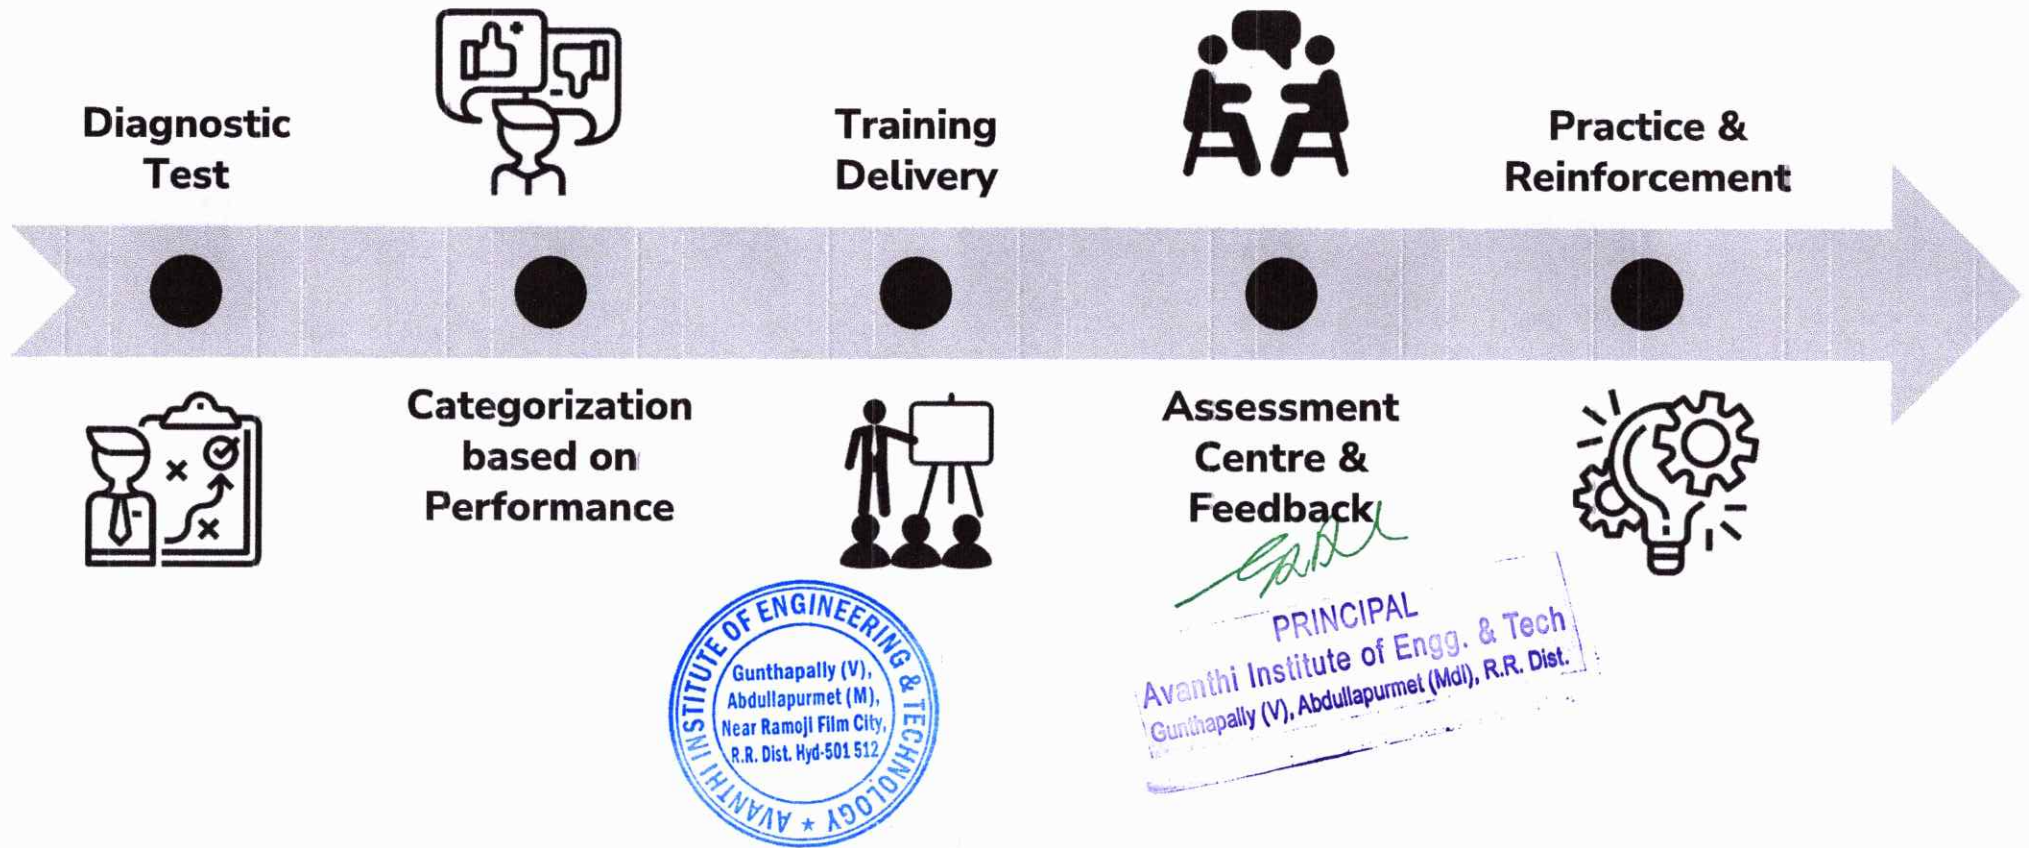 Diagnostic
Test
Categorization
based on
Performance
Training
Delivery
Assessment
Centre &
Feedback
Practice &
Reinforcement
AVANTHI INSTITUTE OF ENGINEERING & TECHNOLOGY
Gunthapally (V),
Abdullapurmet (M),
Near Ramoji Film City,
R.R. Dist. Hyd-501 512
PRINCIPAL
Avanthi Institute of Engg. & Tech
Gunthapally (V), Abdullapurmet (Mdl), R.R. Dist.